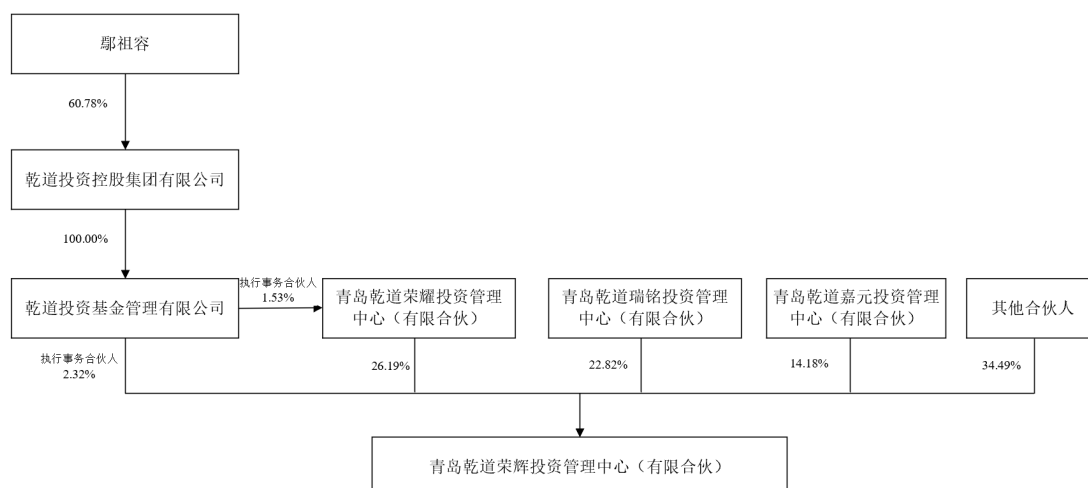 鄢祖容
60.78%
乾道投资控股集团有限公司
100.00%
乾道投资基金管理有限公司
执行事务合伙人
1.53%
青岛乾道荣耀投资管理
中心（有限合伙）
青岛乾道瑞铭投资管理
中心（有限合伙）
青岛乾道嘉元投资管理
中心（有限合伙）
其他合伙人
执行事务合伙人
2.32%
26.19%
22.82%
14.18%
34.49%
青岛乾道荣辉投资管理中心（有限合伙）